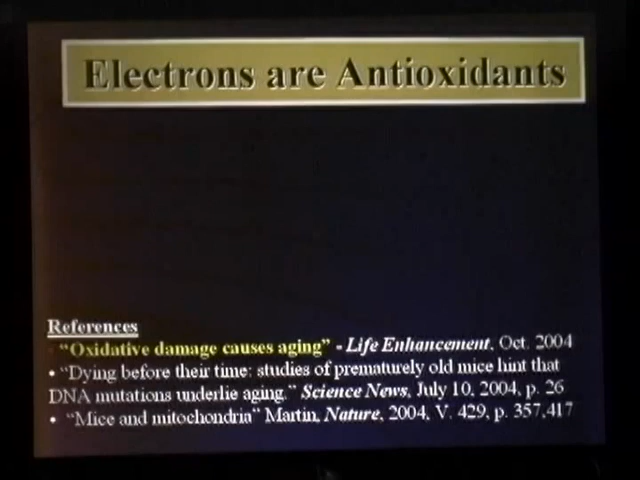 Electrons are Antioxidants
References
• “Oxidative damage causes aging” - Life Enhancement, Oct. 2004
• “Dying before their time: studies of prematurely old mice hint that
DNA mutations underlie aging.” Science News, July 10, 2004, p. 26
• “Mice and mitochondria” Martin, Nature, 2004, V. 429, p. 357,417